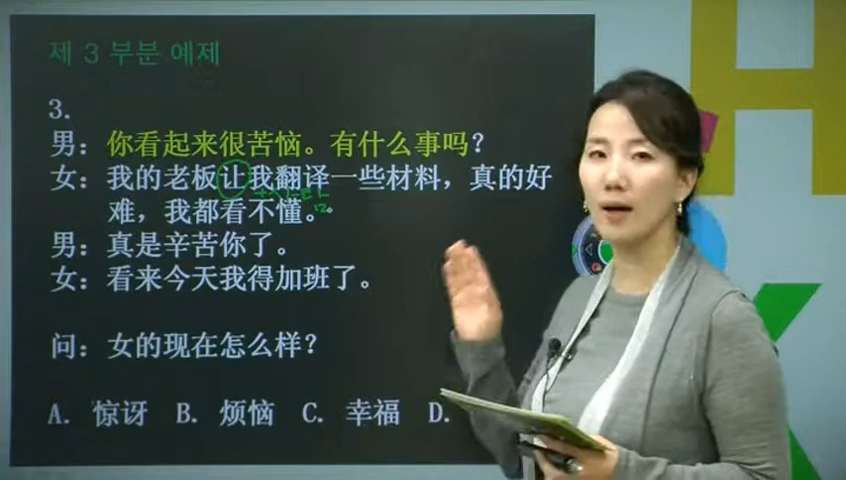 제 3 부분 예제
3.
男：你看起来很苦恼。有什么事吗？
女：我的老板让我翻译一些材料，真的好
难，我都看不懂。
男：真是辛苦你了。
女：看来今天我得加班了。
问：女的现在怎么样？
A. 惊讶 B. 烦恼 C. 幸福 D.